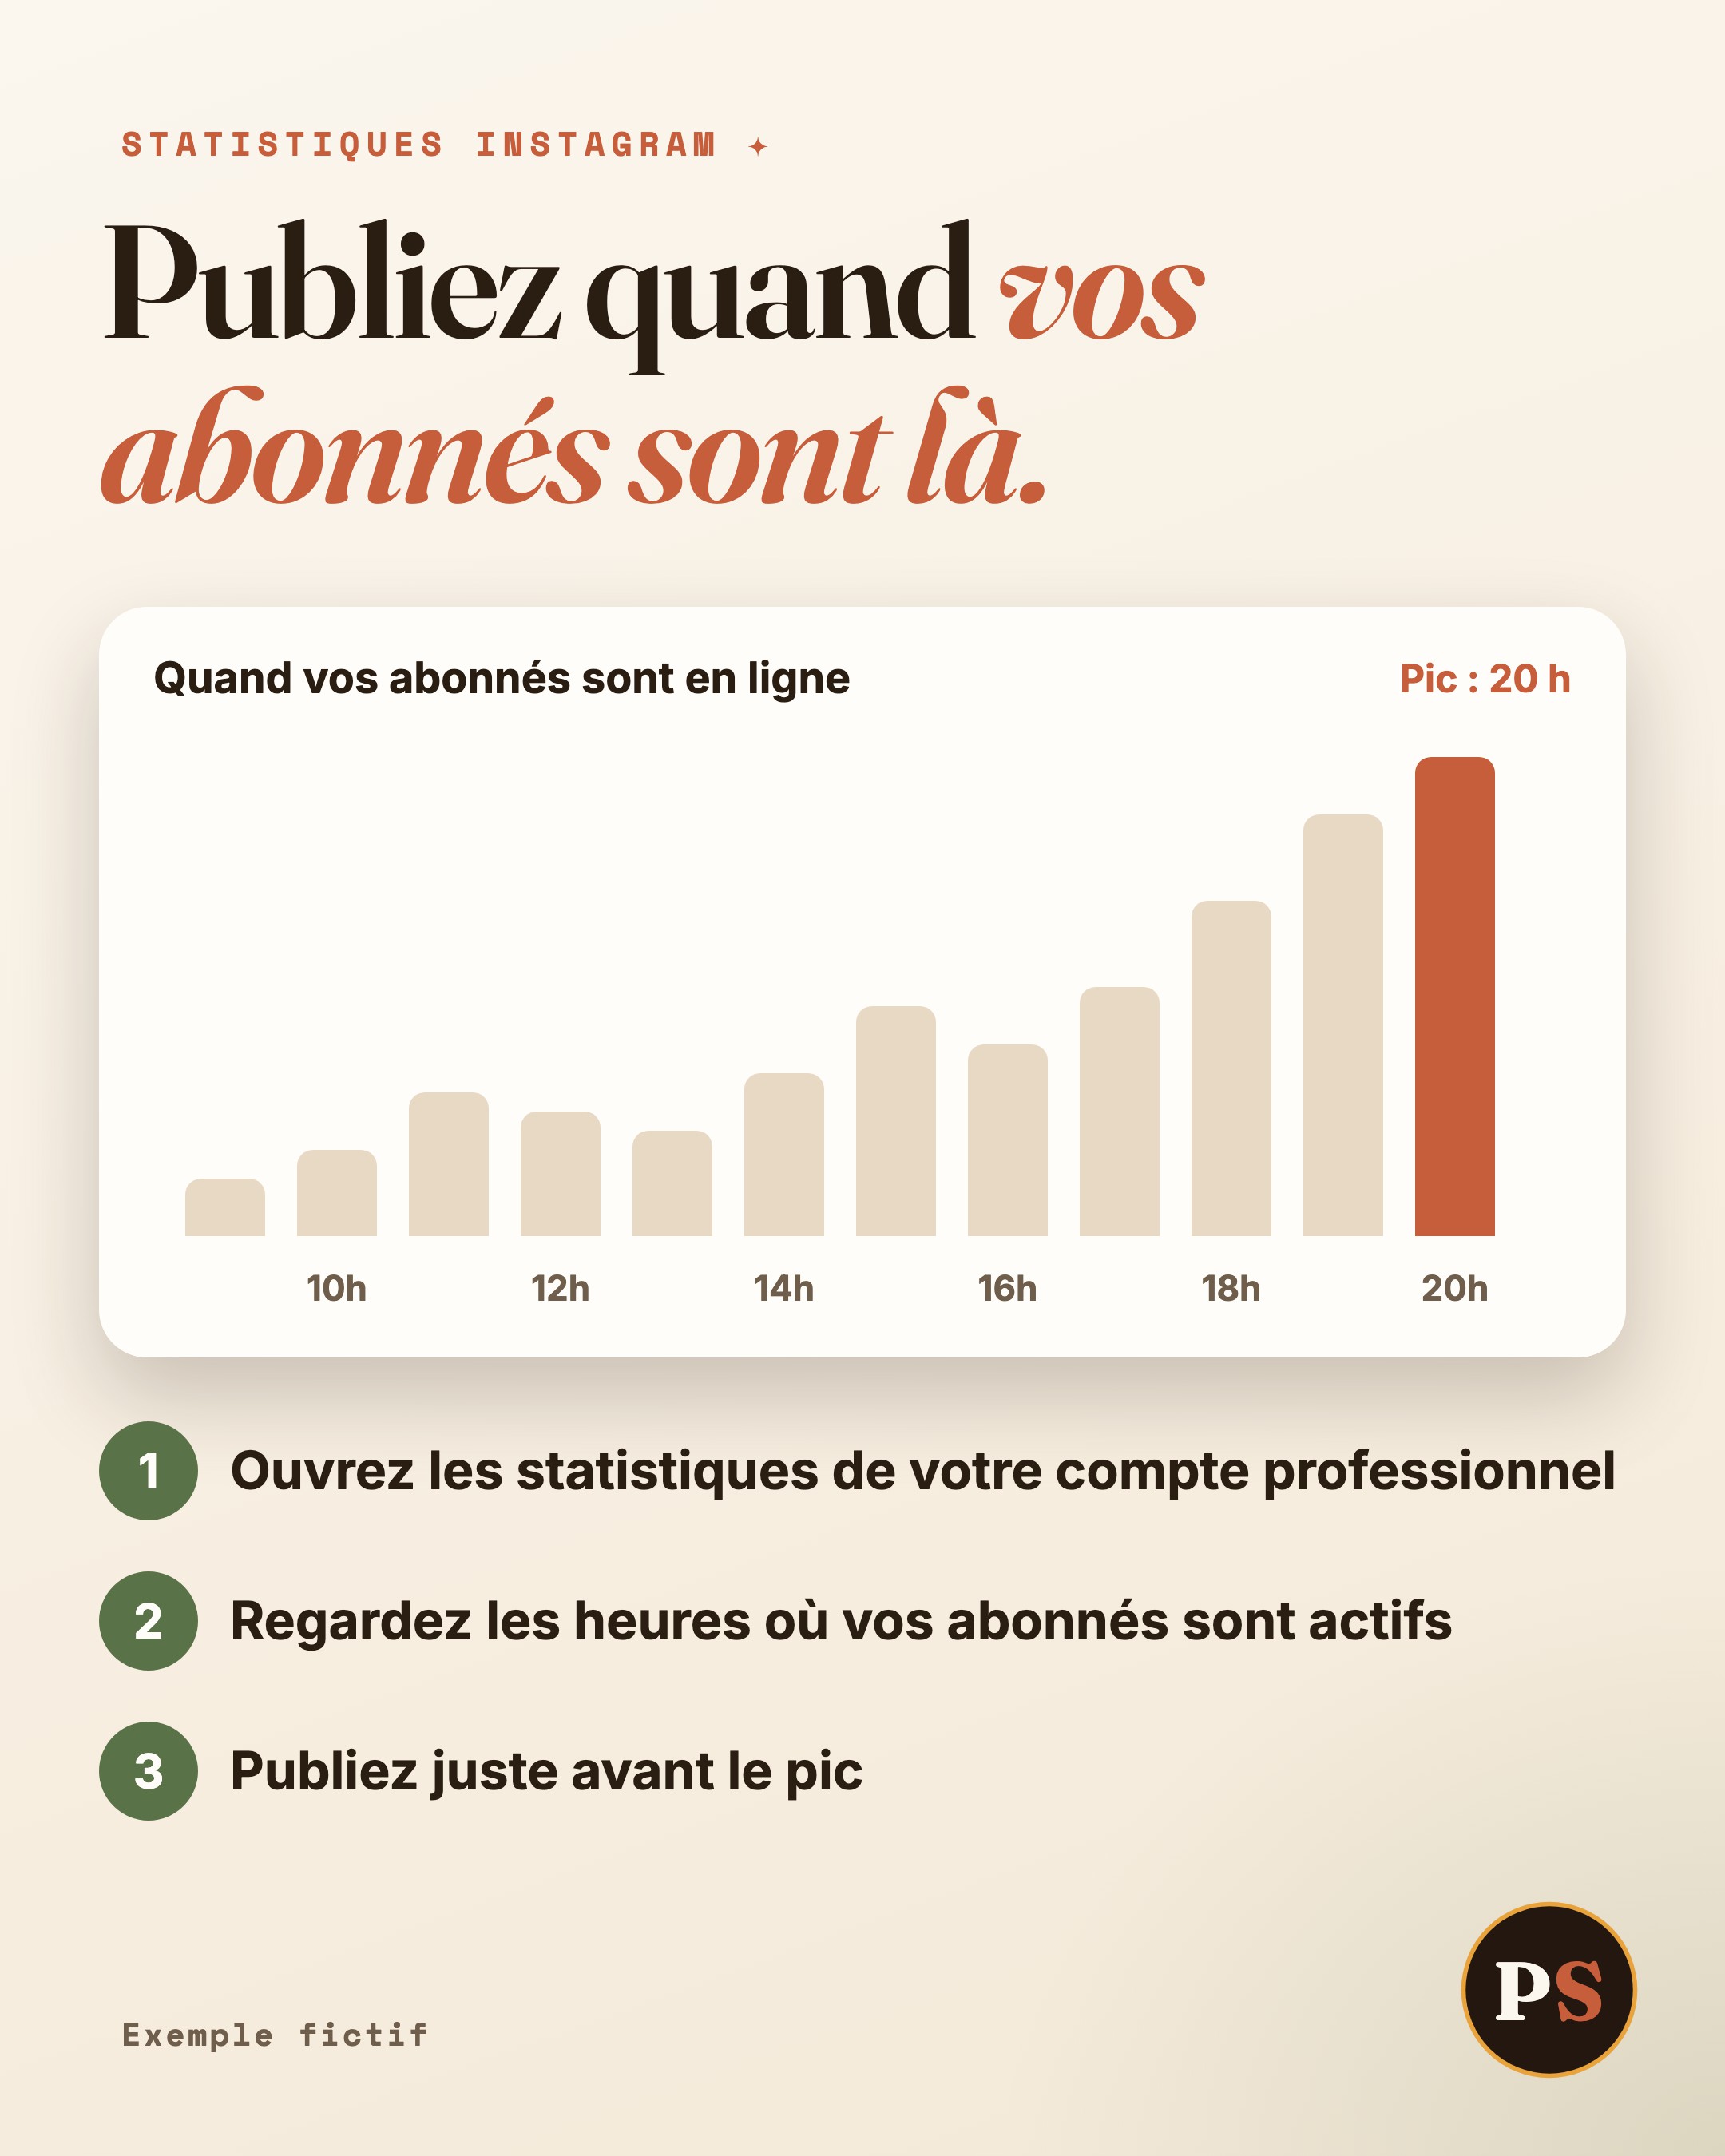 STATISTIQUES INSTAGRAM ✦
Publiez quand vos
abonnés sont là.
Quand vos abonnés sont en ligne
Pic : 20 h
10h 12h 14h 16h 18h 20h
1 Ouvrez les statistiques de votre compte professionnel
2 Regardez les heures où vos abonnés sont actifs
3 Publiez juste avant le pic
PS
Exemple fictif